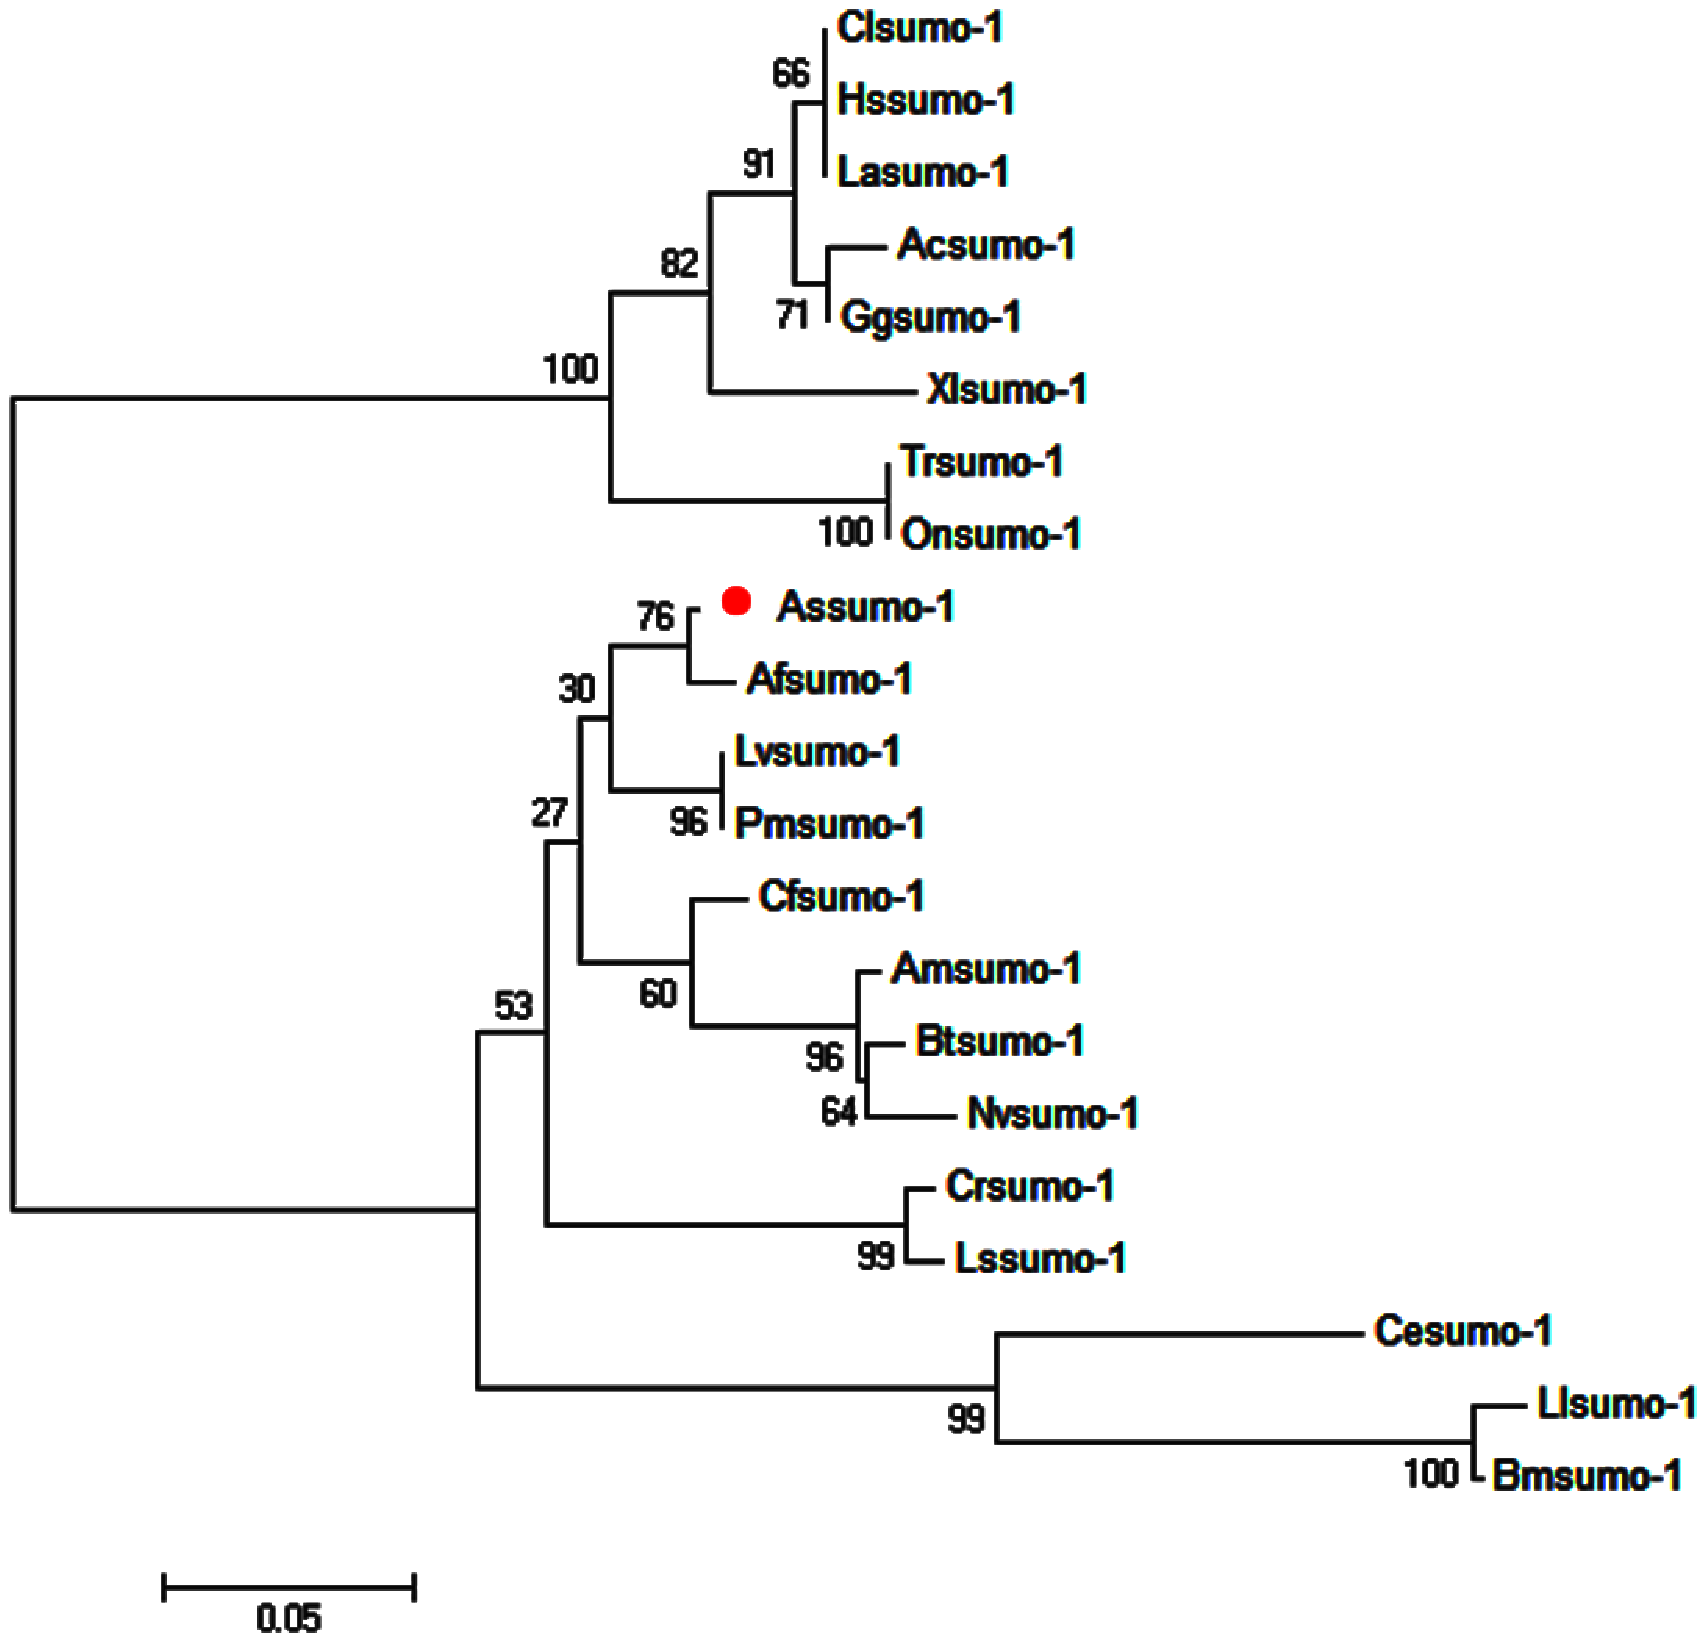 Clsumo-1
66
Hssumo-1
91
Lasumo-1
Acsumo-1
82
71
Ggsumo-1
100
Xlsumo-1
Trsumo-1
100
Onsumo-1
76
Assumo-1
Afsumo-1
30
Lvsumo-1
27
96
Pmsumo-1
Cfsumo-1
Amsumo-1
60
53
Btsumo-1
96
64
Nvsumo-1
Crsumo-1
99
Lssumo-1
Cesumo-1
Llsumo-1
99
100
Bmsumo-1
0.05